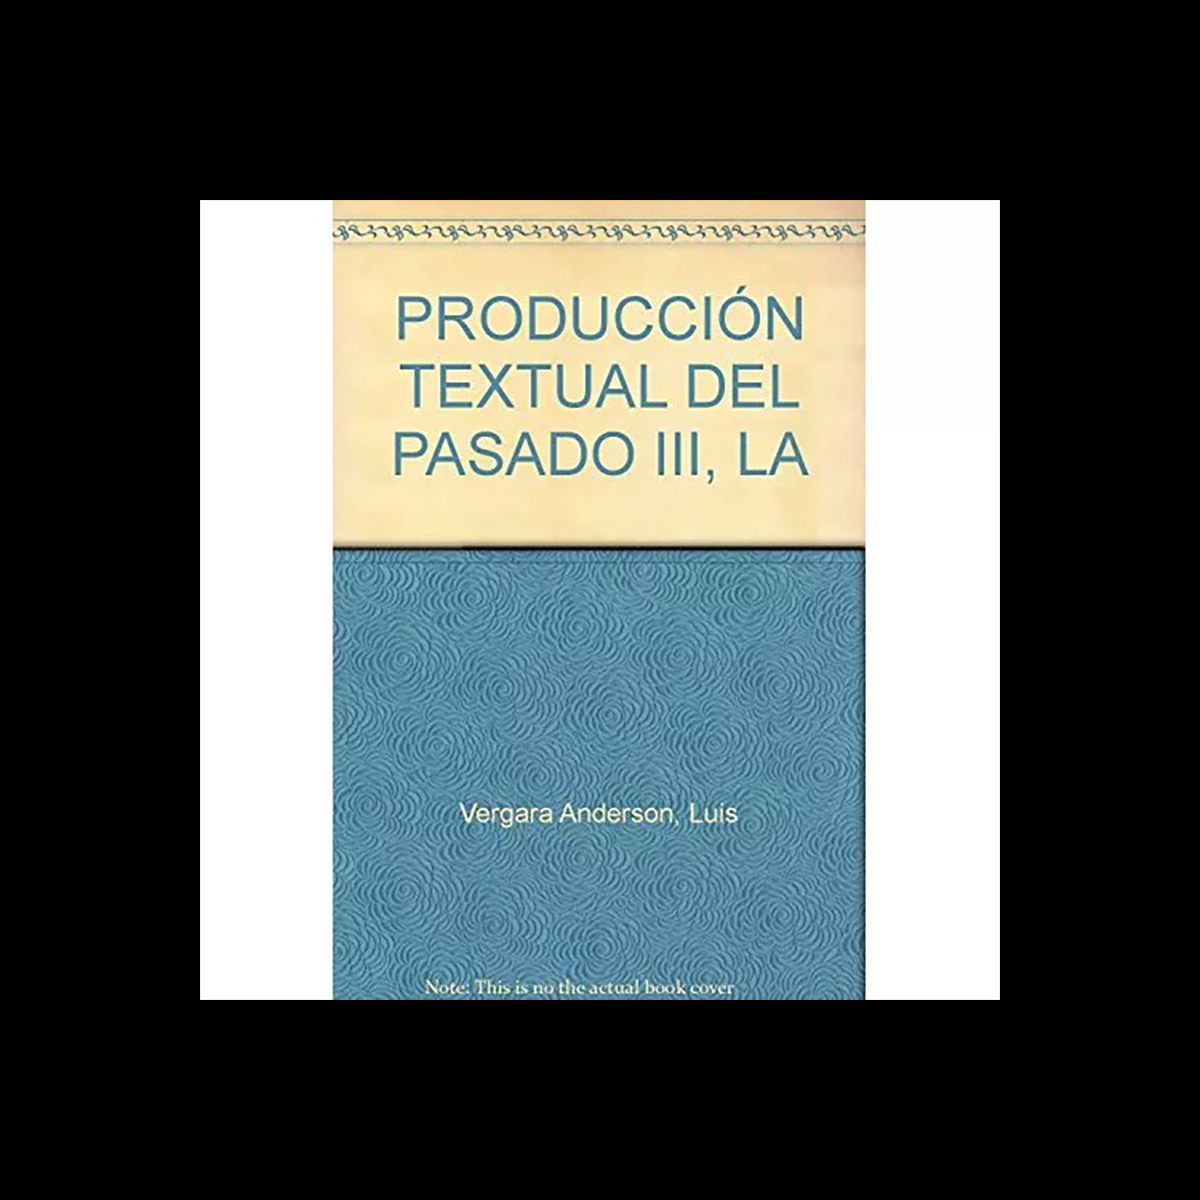 PRODUCCIÓN
TEXTUAL DEL
PASADO III, LA
Vergara Anderson, Luis
Note: This is no the actual book cover